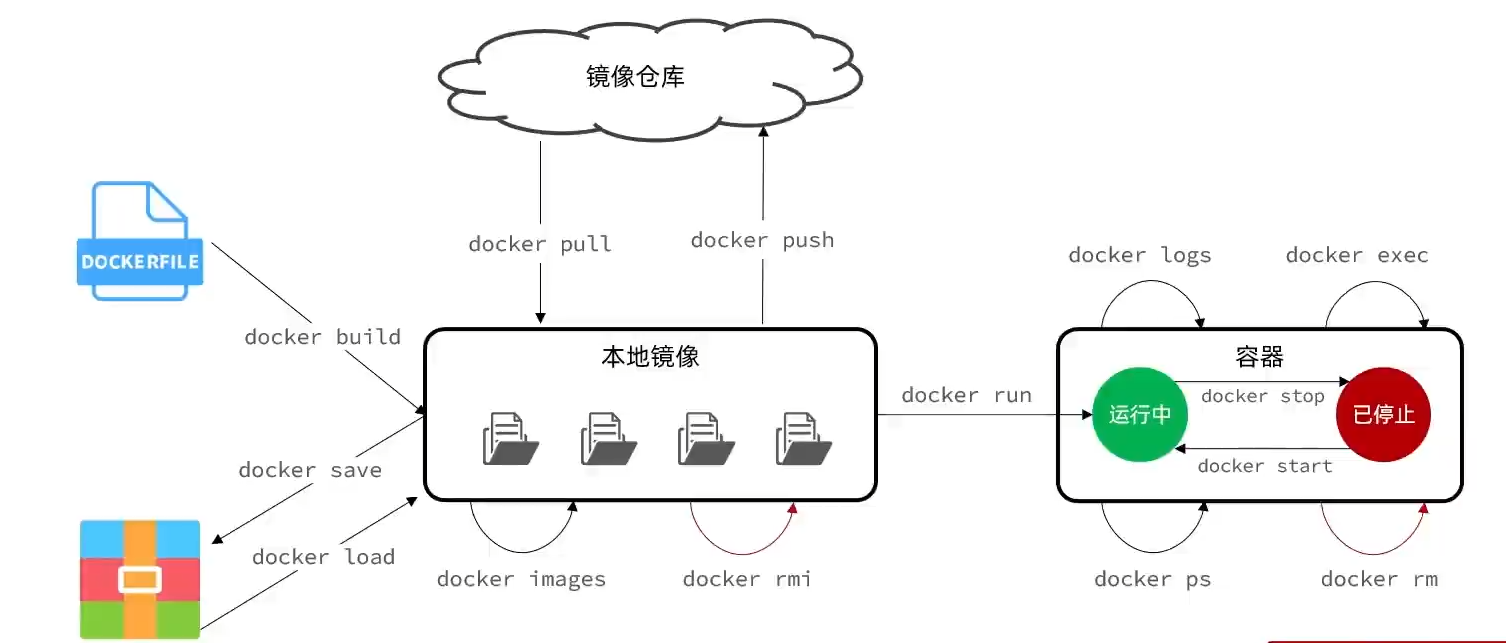 镜像仓库
docker pull
docker push
DOCKERFILE
docker build
docker save
docker load
本地镜像
docker images
docker rmi
docker run
docker logs
docker exec
容器
运行中
docker stop
已停止
docker start
docker ps
docker rm